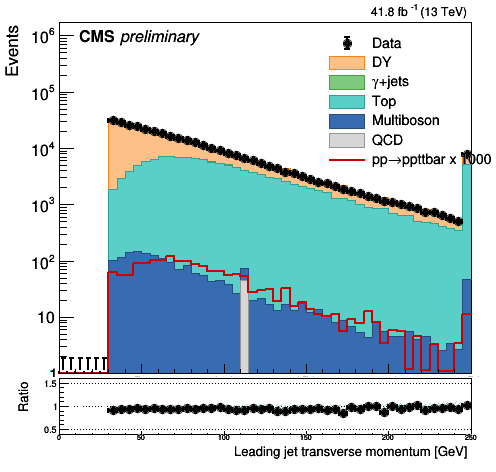 41.8 fb⁻¹ (13 TeV)
CMS preliminary
Events
10⁶
10⁵
10⁴
10³
10²
10
1
Data
DY
γ+jets
Top
Multiboson
QCD
pp→ppttbar x 1000
Ratio
1.5
1
0.5
0 50 100 150 200 250
Leading jet transverse momentum [GeV]